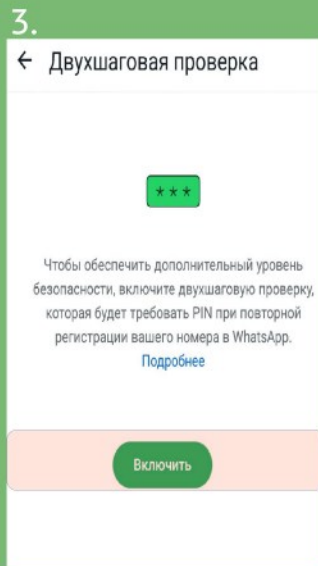 3.
← Двухшаговая проверка
***
Чтобы обеспечить дополнительный уровень
безопасности, включите двухшаговую проверку,
которая будет требовать PIN при повторной
регистрации вашего номера в WhatsApp.
Подробнее
Включить